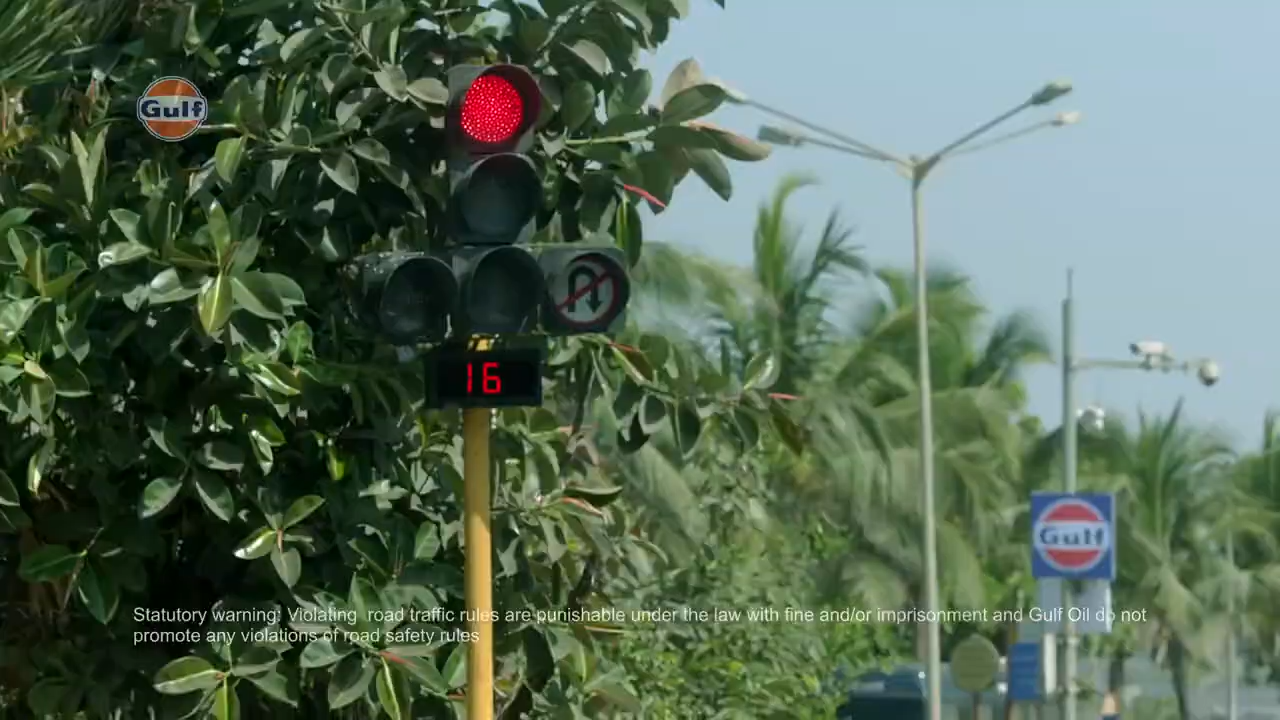 Gulf
16
Gulf
Statutory warning: Violating  road traffic rules are punishable under the law with fine and/or imprisonment and Gulf Oil do not
promote any violations of road safety rules